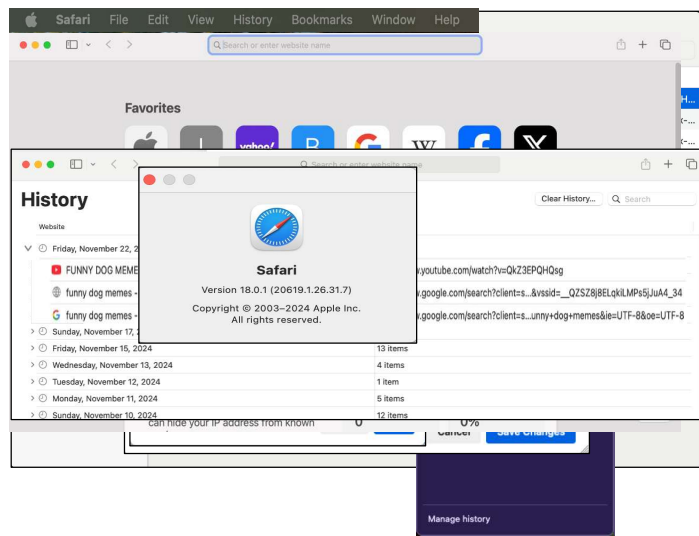 Safari File Edit View History Bookmarks Window Help
Search or enter website name
Favorites
yahoo!
B
G
W
f
X
H...
History
Search or enter website name
Clear History...
Search
Website
Friday, November 22, 2
FUNNY DOG MEME
.youtube.com/watch?v=QkZ3EPQHQsg
funny dog memes -
.google.com/search?client=s...&vssid=__QZSZ8j8ELqkiLMPs5jJuA4_34
funny dog memes -
.google.com/search?client=s...unny+dog+memes&ie=UTF-8&oe=UTF-8
Sunday, November 17,
Friday, November 15, 2024 13 items
Wednesday, November 13, 2024 4 items
Tuesday, November 12, 2024 1 item
Monday, November 11, 2024 5 items
Sunday, November 10, 2024 12 items
Safari
Version 18.0.1 (20619.1.26.31.7)
Copyright © 2003–2024 Apple Inc.
All rights reserved.
can hide your IP address from known
0
0%
Cancel
Save Changes
Manage history